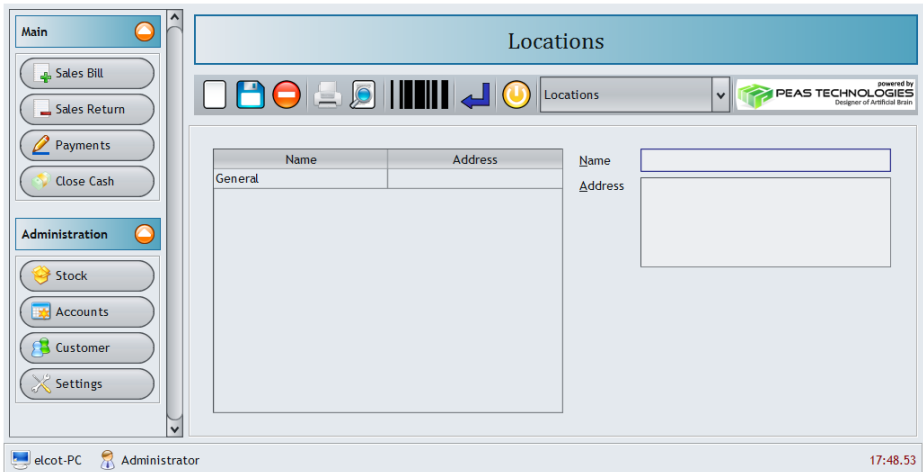 Main
Sales Bill
Sales Return
Payments
Close Cash
Administration
Stock
Accounts
Customer
Settings
Locations
Locations
powered by
PEAS TECHNOLOGIES
Designer of Artificial Brain
Name Address
General
Name
Address
elcot-PC Administrator 17:48.53